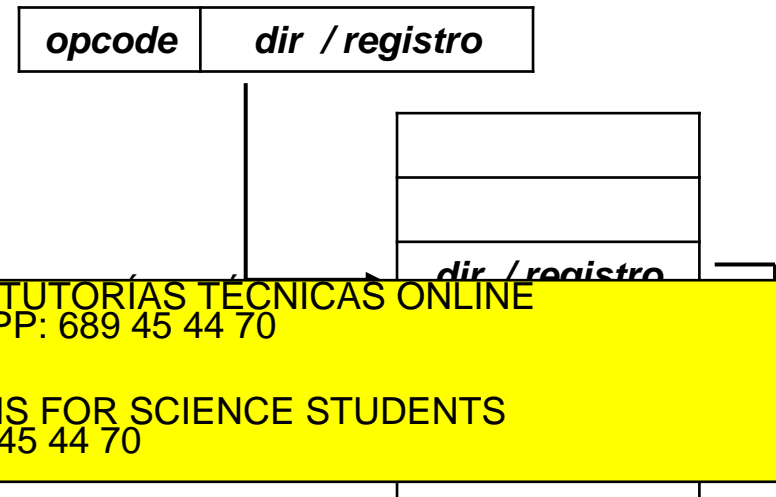 opcode dir / registro
dir / registro
TUTORÍAS TÉCNICAS ONLINE
PP: 689 45 44 70
FOR SCIENCE STUDENTS
45 44 70